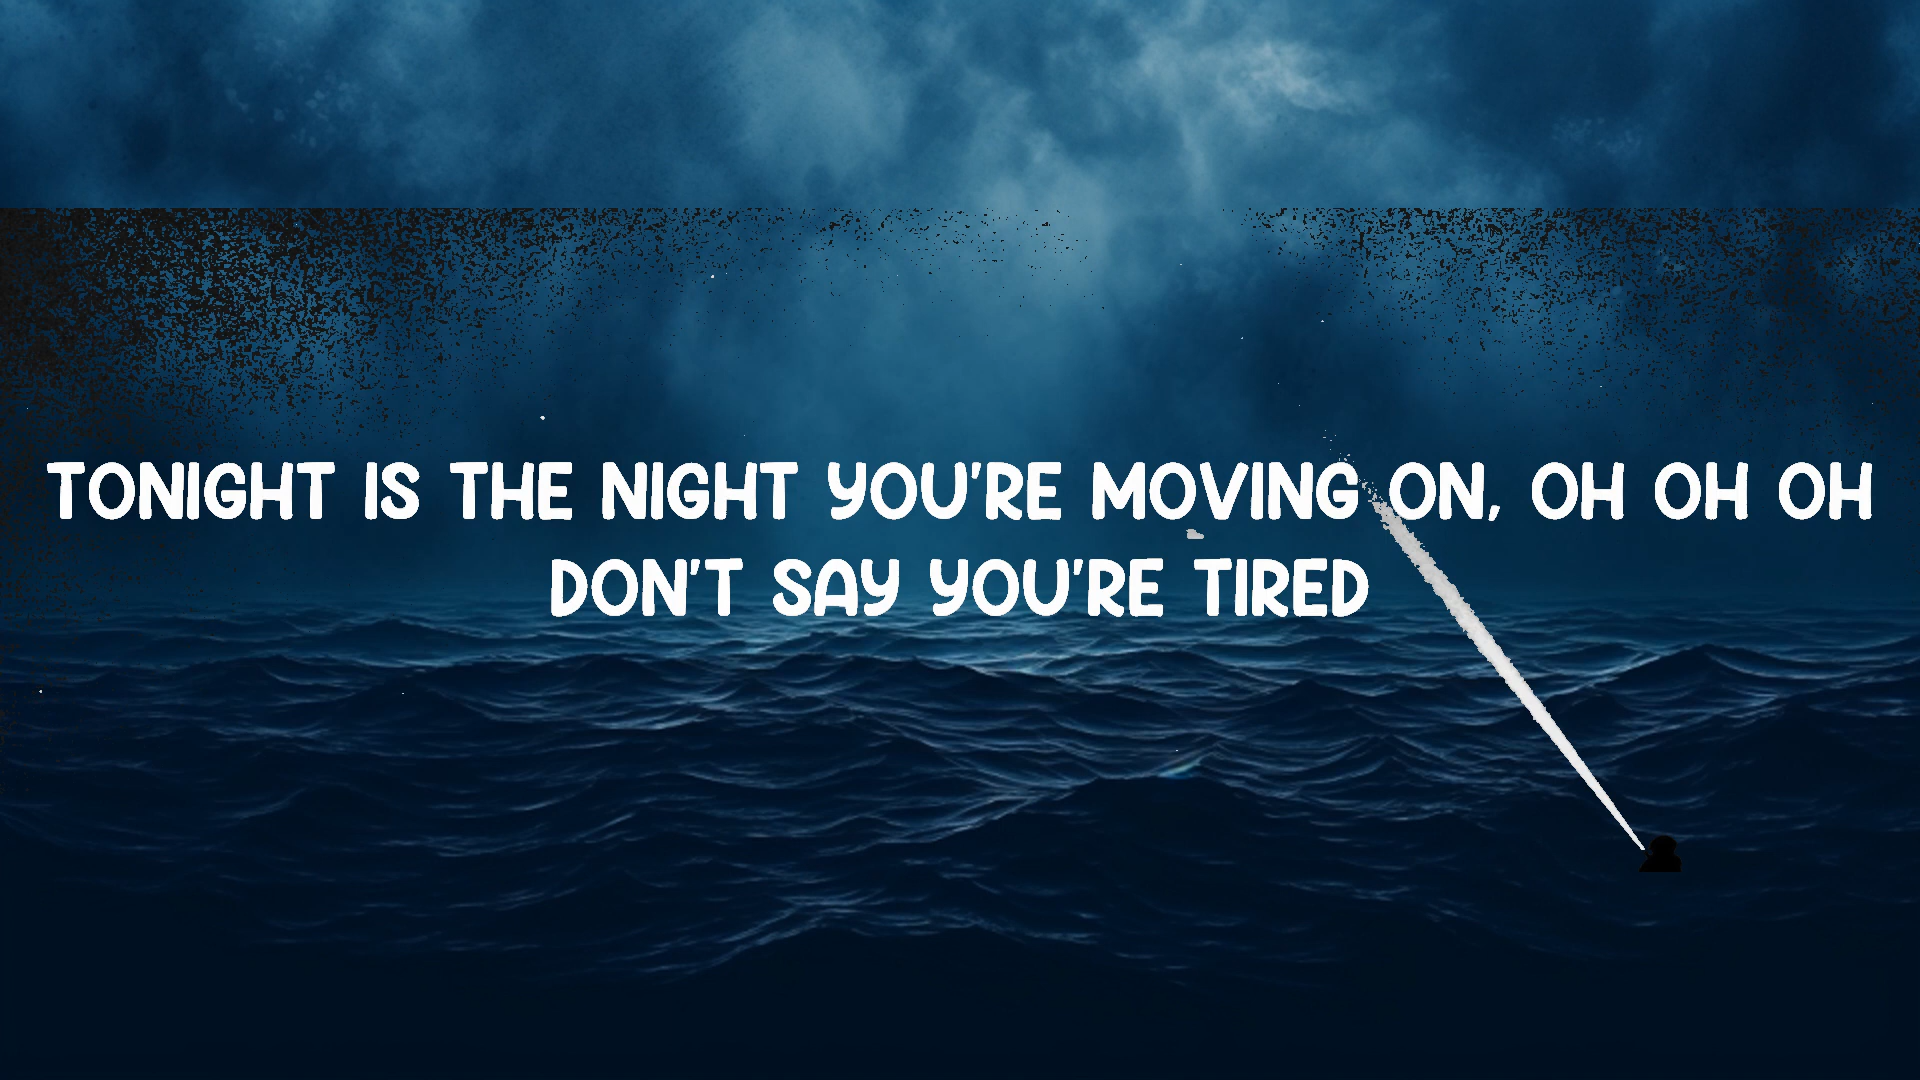 TONIGHT IS THE NIGHT YOU'RE MOVING ON, OH OH OH
DON'T SAY YOU'RE TIRED